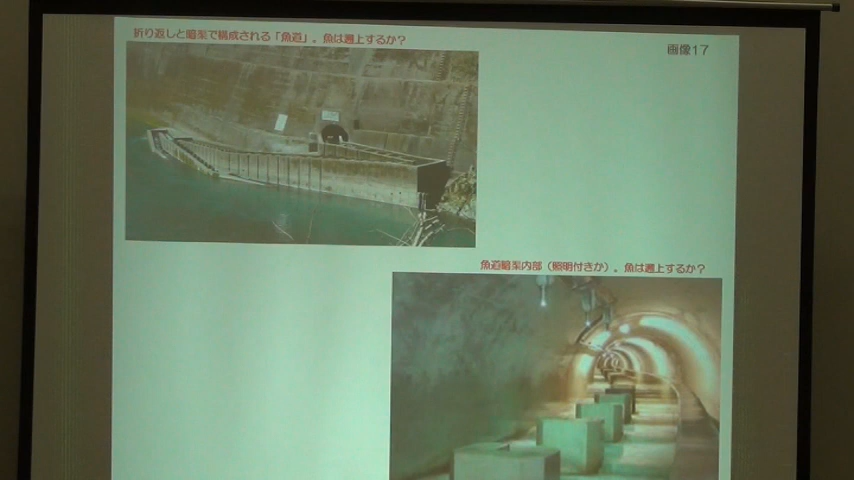 折り返しと暗渠で構成される「魚道」。魚は遡上するか？
画像17
魚道暗渠内部（照明付きか）。魚は遡上するか？